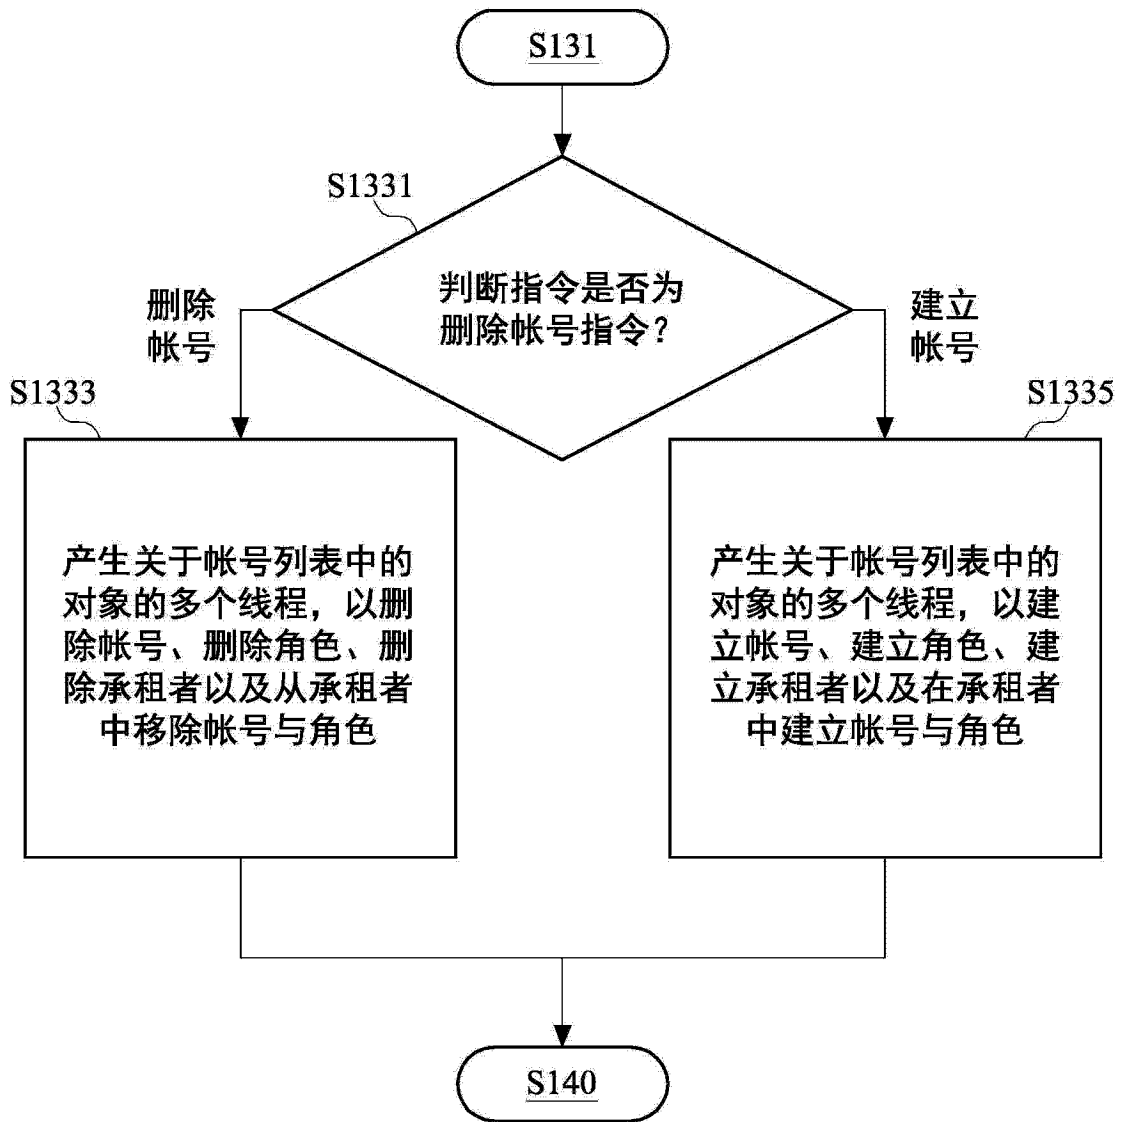 S131
S1331
判断指令是否为
删除帐号指令？
删除
帐号
建立
帐号
S1333
产生关于帐号列表中的
对象的多个线程，以删
除帐号、删除角色、删
除承租者以及从承租者
中移除帐号与角色
S1335
产生关于帐号列表中的
对象的多个线程，以建
立帐号、建立角色、建
立承租者以及在承租者
中建立帐号与角色
S140